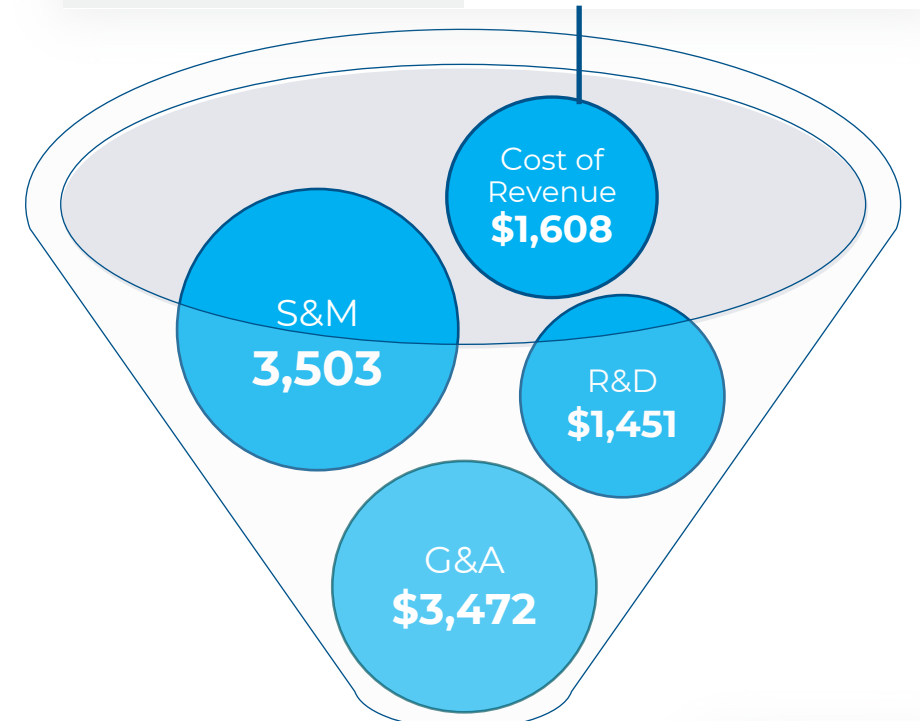 Cost of
Revenue
$1,608
S&M
3,503
R&D
$1,451
G&A
$3,472